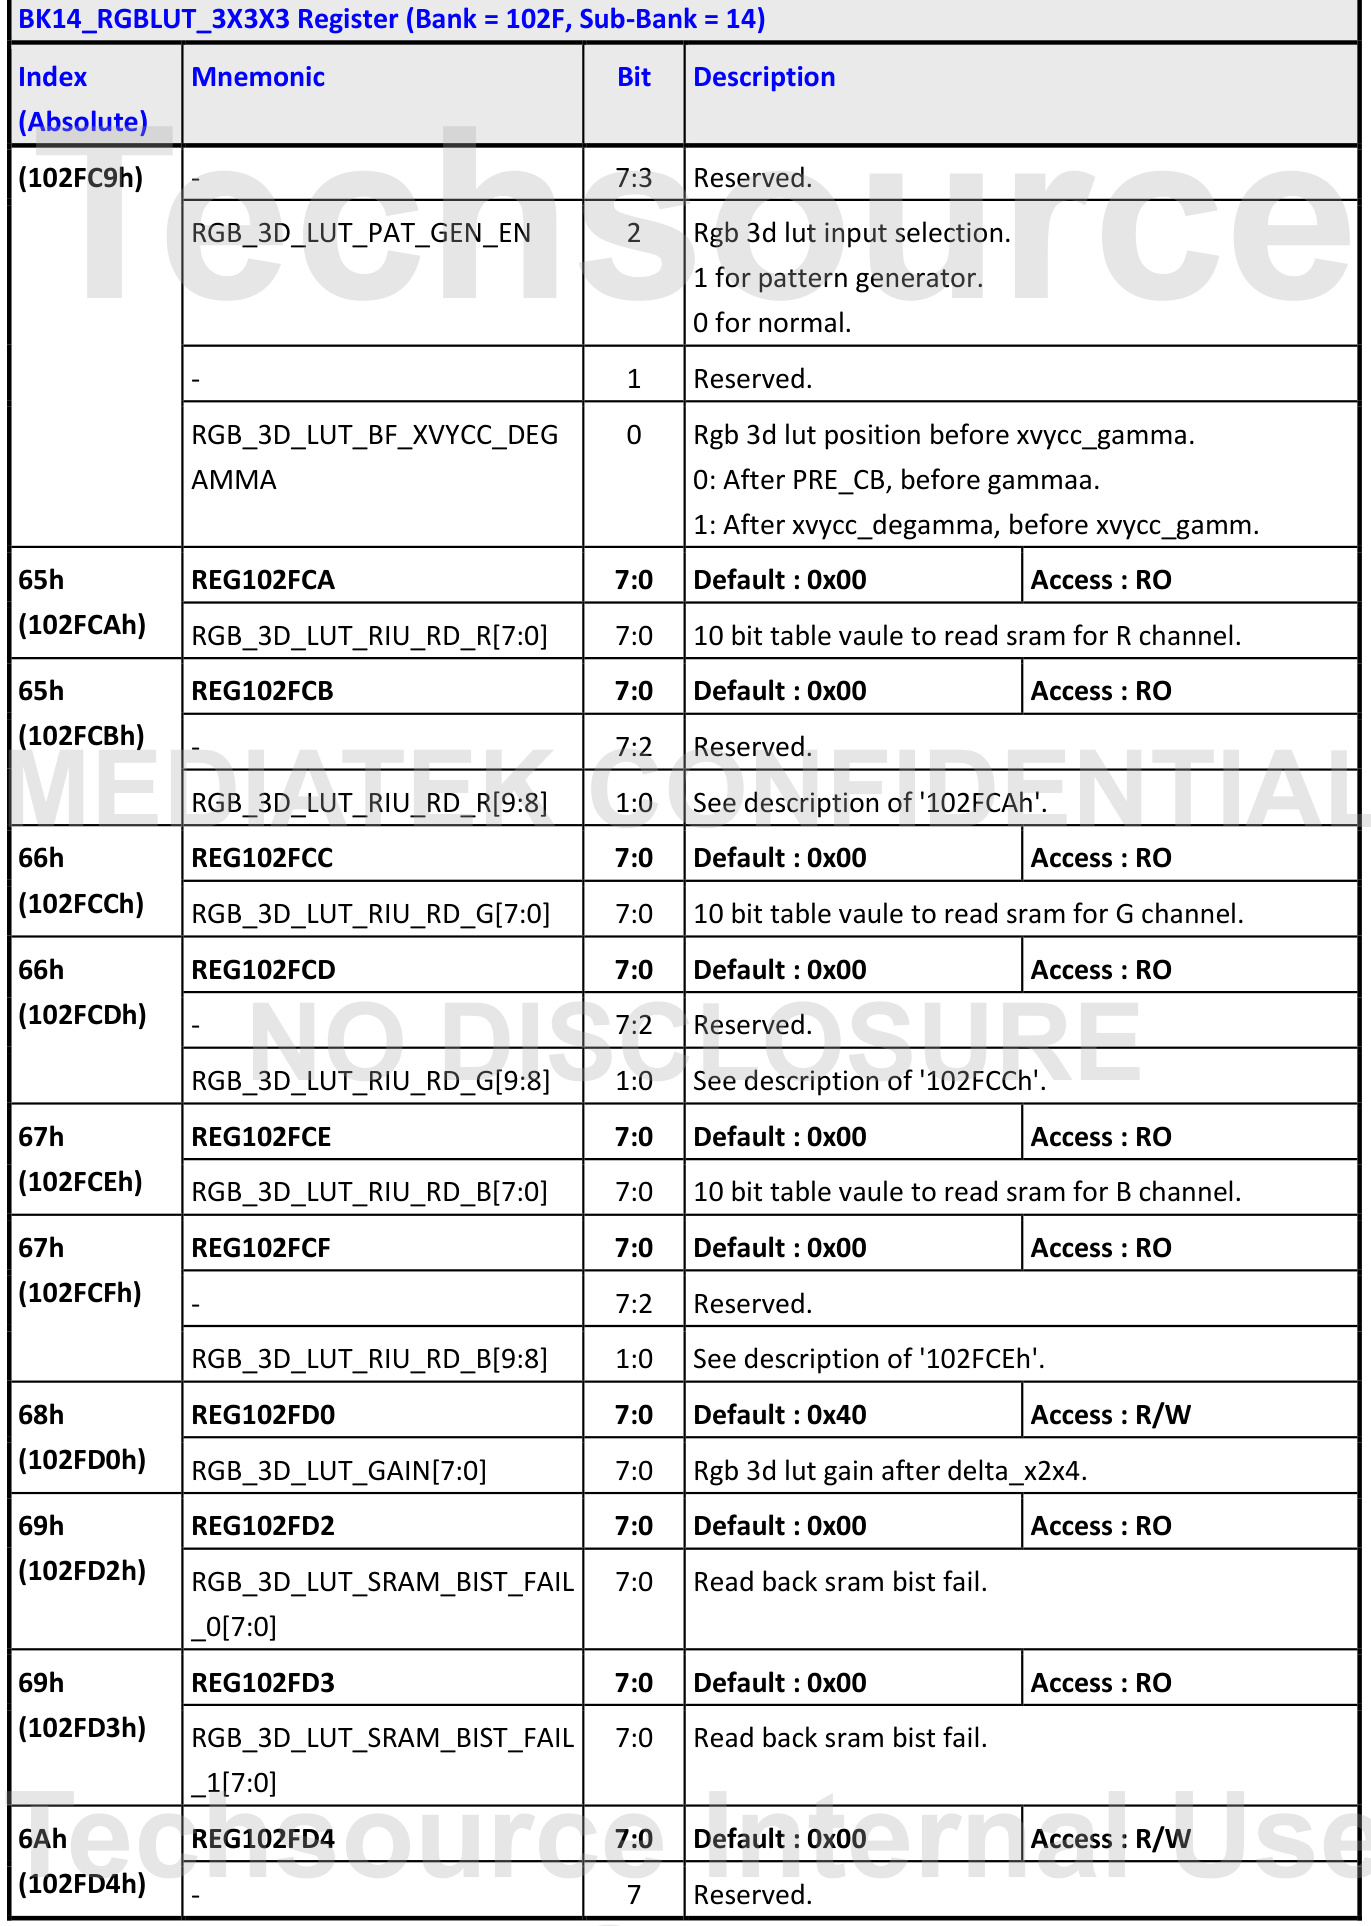 BK14_RGBLUT_3X3X3 Register (Bank = 102F, Sub-Bank = 14)
Index (Absolute) Mnemonic Bit Description
(102FC9h) - 7:3 Reserved.
RGB_3D_LUT_PAT_GEN_EN 2 Rgb 3d lut input selection.
1 for pattern generator.
0 for normal.
- 1 Reserved.
RGB_3D_LUT_BF_XVYCC_DEG 0 Rgb 3d lut position before xvycc_gamma.
AMMA 0: After PRE_CB, before gammaa.
1: After xvycc_degamma, before xvycc_gamm.
65h REG102FCA 7:0 Default : 0x00 Access : RO
(102FCAh) RGB_3D_LUT_RIU_RD_R[7:0] 7:0 10 bit table vaule to read sram for R channel.
65h REG102FCB 7:0 Default : 0x00 Access : RO
(102FCBh) - 7:2 Reserved.
RGB_3D_LUT_RIU_RD_R[9:8] 1:0 See description of '102FCAh'.
66h REG102FCC 7:0 Default : 0x00 Access : RO
(102FCCh) RGB_3D_LUT_RIU_RD_G[7:0] 7:0 10 bit table vaule to read sram for G channel.
66h REG102FCD 7:0 Default : 0x00 Access : RO
(102FCDh) - 7:2 Reserved.
RGB_3D_LUT_RIU_RD_G[9:8] 1:0 See description of '102FCCh'.
67h REG102FCE 7:0 Default : 0x00 Access : RO
(102FCEh) RGB_3D_LUT_RIU_RD_B[7:0] 7:0 10 bit table vaule to read sram for B channel.
67h REG102FCF 7:0 Default : 0x00 Access : RO
(102FCFh) - 7:2 Reserved.
RGB_3D_LUT_RIU_RD_B[9:8] 1:0 See description of '102FCEh'.
68h REG102FD0 7:0 Default : 0x40 Access : R/W
(102FD0h) RGB_3D_LUT_GAIN[7:0] 7:0 Rgb 3d lut gain after delta_x2x4.
69h REG102FD2 7:0 Default : 0x00 Access : RO
(102FD2h) RGB_3D_LUT_SRAM_BIST_FAIL 7:0 Read back sram bist fail.
_0[7:0]
69h REG102FD3 7:0 Default : 0x00 Access : RO
(102FD3h) RGB_3D_LUT_SRAM_BIST_FAIL 7:0 Read back sram bist fail.
_1[7:0]
6Ah REG102FD4 7:0 Default : 0x00 Access : R/W
(102FD4h) - 7 Reserved.
Techsource
MEDIATEK CONFIDENTIAL
NO DISCLOSURE
Techsource Internal Use